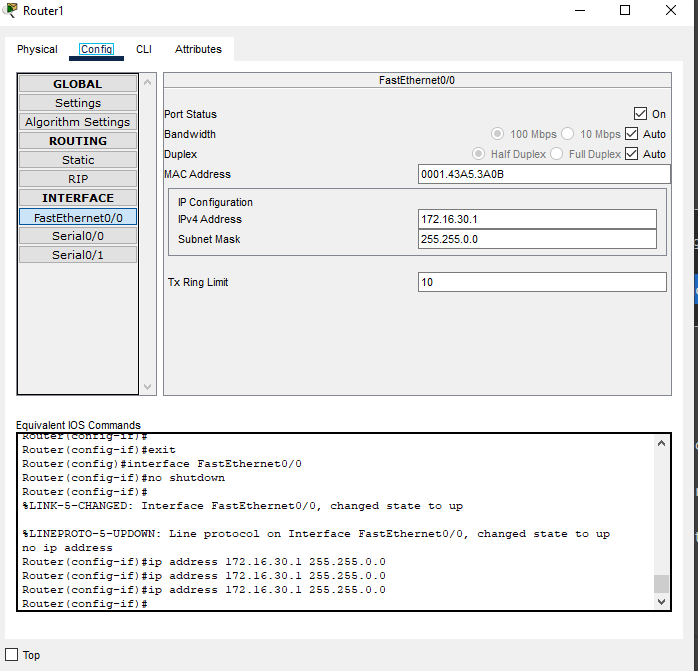 Router1
Physical Config CLI Attributes
GLOBAL
Settings
Algorithm Settings
ROUTING
Static
RIP
INTERFACE
FastEthernet0/0
Serial0/0
Serial0/1
FastEthernet0/0
Port Status On
Bandwidth 100 Mbps 10 Mbps Auto
Duplex Half Duplex Full Duplex Auto
MAC Address 0001.43A5.3A0B
IP Configuration
IPv4 Address 172.16.30.1
Subnet Mask 255.255.0.0
Tx Ring Limit 10
Equivalent IOS Commands
Router(config-if)#
Router(config-if)#exit
Router(config)#interface FastEthernet0/0
Router(config-if)#no shutdown
Router(config-if)#
%LINK-5-CHANGED: Interface FastEthernet0/0, changed state to up
%LINEPROTO-5-UPDOWN: Line protocol on Interface FastEthernet0/0, changed state to up
no ip address
Router(config-if)#ip address 172.16.30.1 255.255.0.0
Router(config-if)#ip address 172.16.30.1 255.255.0.0
Router(config-if)#ip address 172.16.30.1 255.255.0.0
Router(config-if)#
Top